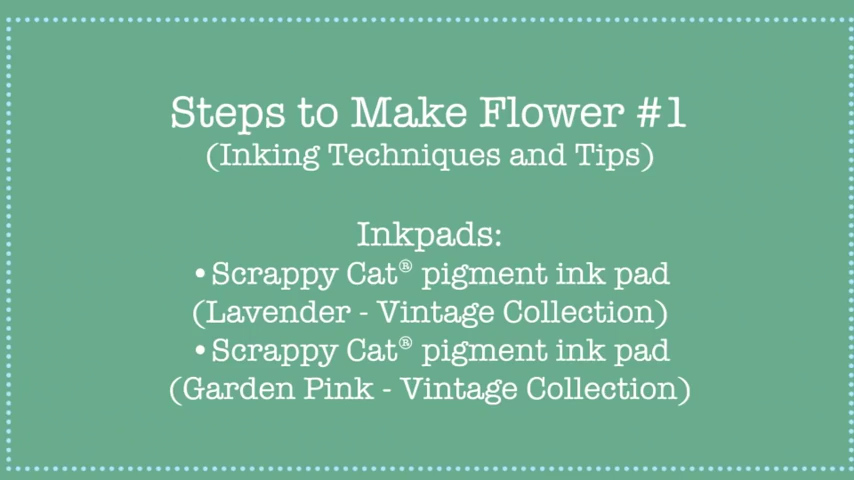 Steps to Make Flower #1
(Inking Techniques and Tips)
Inkpads:
• Scrappy Cat® pigment ink pad
(Lavender - Vintage Collection)
• Scrappy Cat® pigment ink pad
(Garden Pink - Vintage Collection)